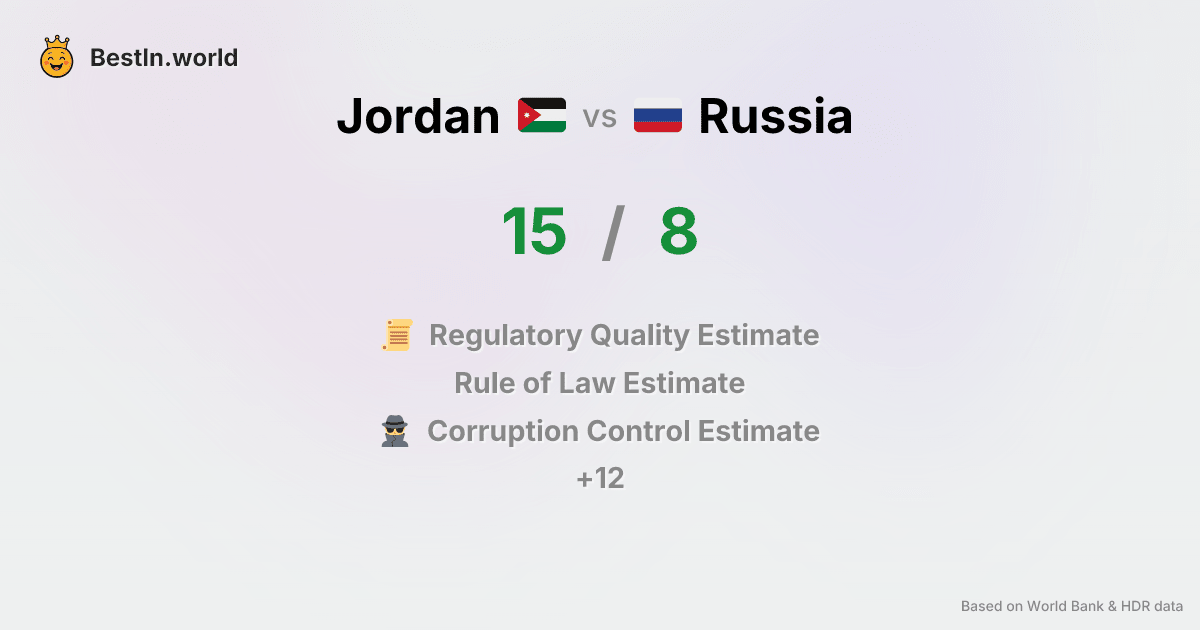 BestIn.world
Jordan vs Russia
15 / 8
Regulatory Quality Estimate
Rule of Law Estimate
Corruption Control Estimate
+12
Based on World Bank & HDR data